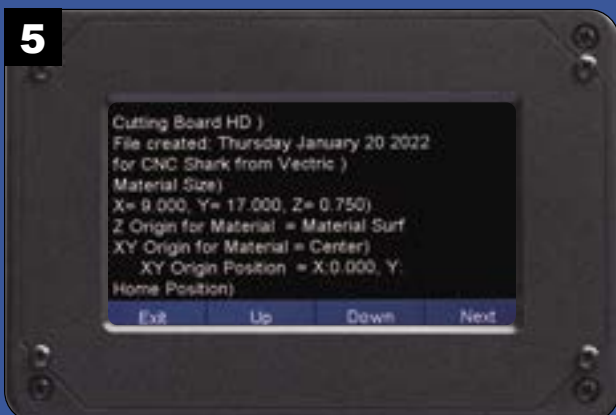 5
Cutting Board HD )
File created: Thursday January 20 2022
for CNC Shark from Vectric )
Material Size)
X= 9.000, Y= 17.000, Z= 0.750)
Z Origin for Material = Material Surf
XY Origin for Material = Center)
XY Origin Position = X:0.000, Y:
Home Position)
Exit Up Down Next